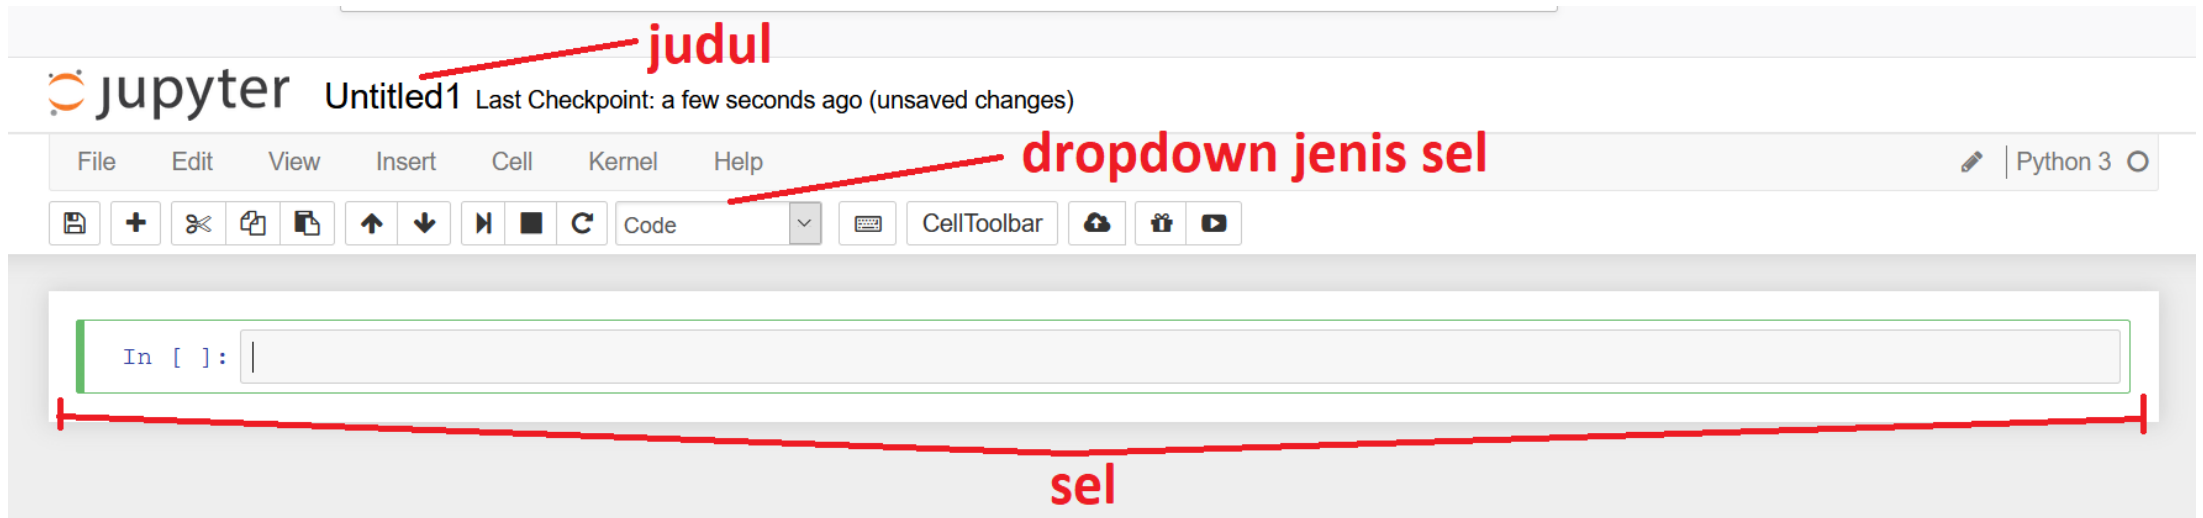 judul
jupyter Untitled1 Last Checkpoint: a few seconds ago (unsaved changes)
dropdown jenis sel
File Edit View Insert Cell Kernel Help Python 3
Code CellToolbar
In [ ]:
sel